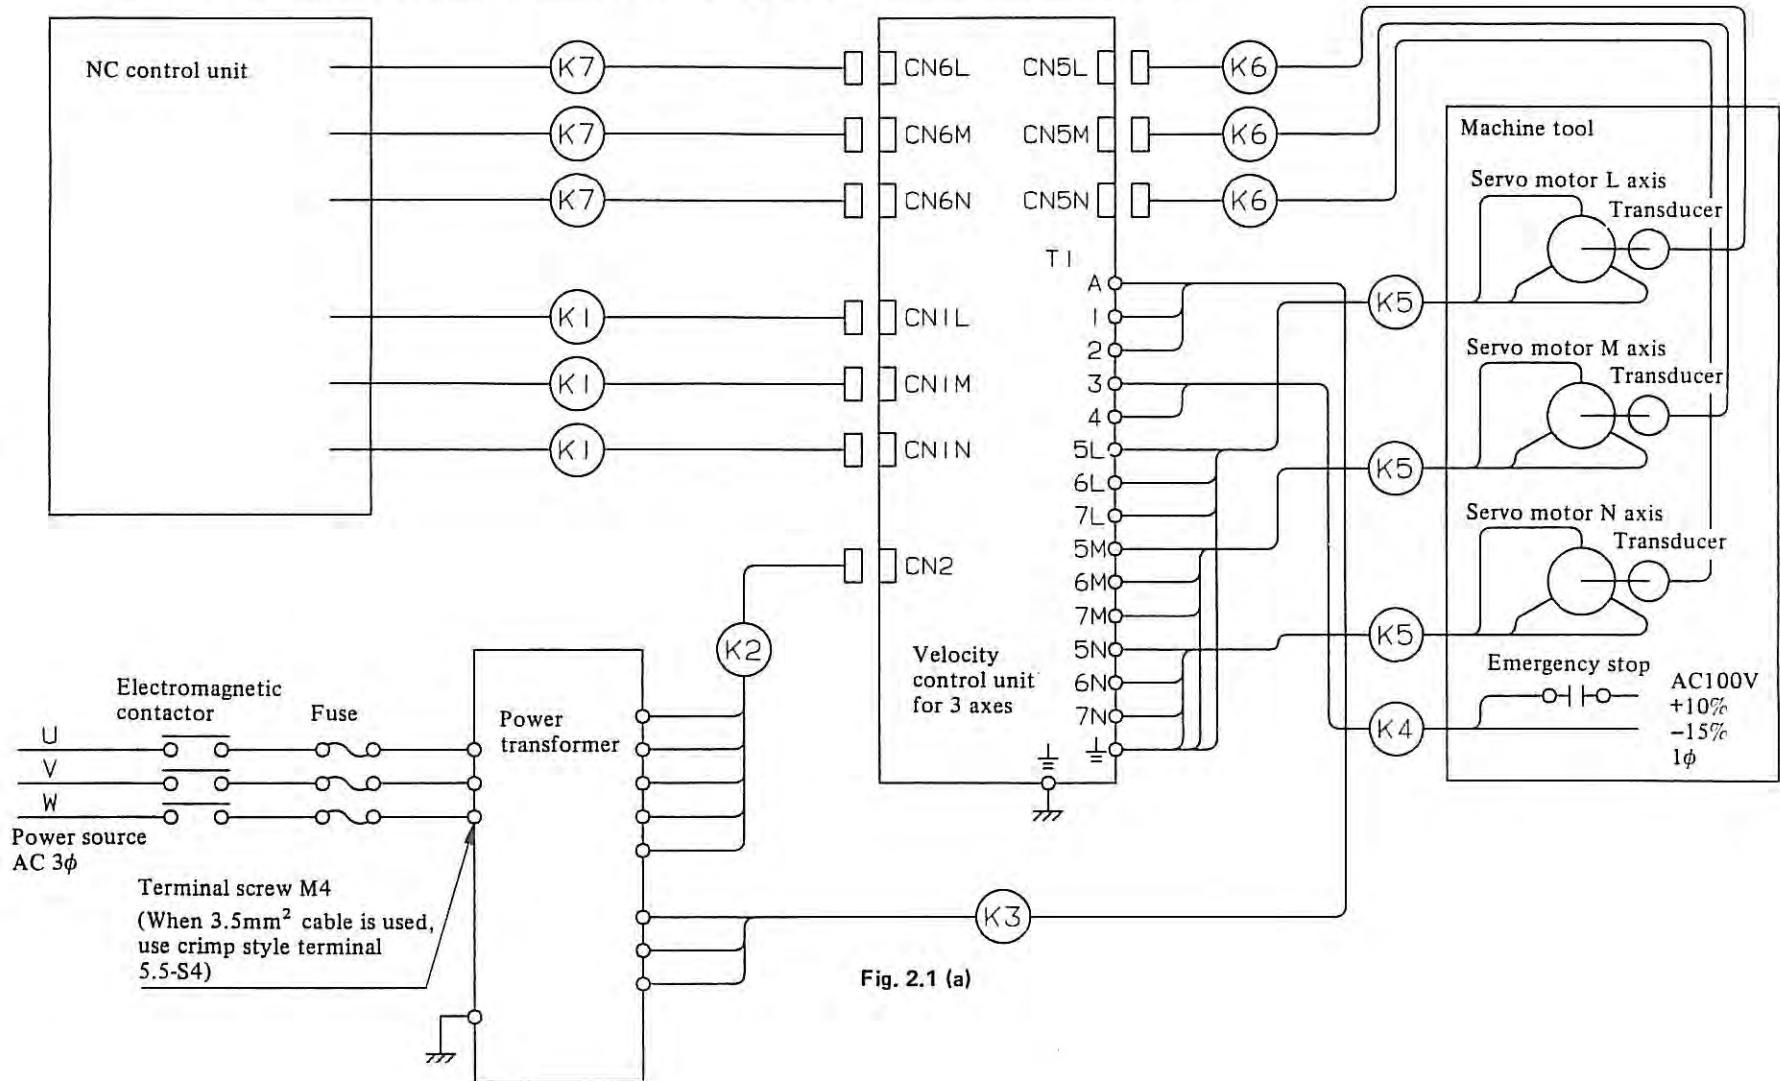 NC control unit
K7
CN6L
CN5L
K6
K7
CN6M
CN5M
K6
K7
CN6N
CN5N
K6
Machine tool
Servo motor L axis
Transducer
T1
A
1
2
3
4
5L
6L
7L
5M
6M
7M
5N
6N
7N
K1
CN1L
K1
CN1M
K1
CN1N
CN2
K2
K5
Servo motor M axis
Transducer
K5
Servo motor N axis
Transducer
K5
Emergency stop
AC100V
+10%
−15%
1ϕ
K4
Velocity
control unit
for 3 axes
Electromagnetic
contactor
Fuse
Power
transformer
U
V
W
Power source
AC 3ϕ
Terminal screw M4
(When 3.5mm² cable is used,
use crimp style terminal
5.5-S4)
K3
Fig. 2.1 (a)